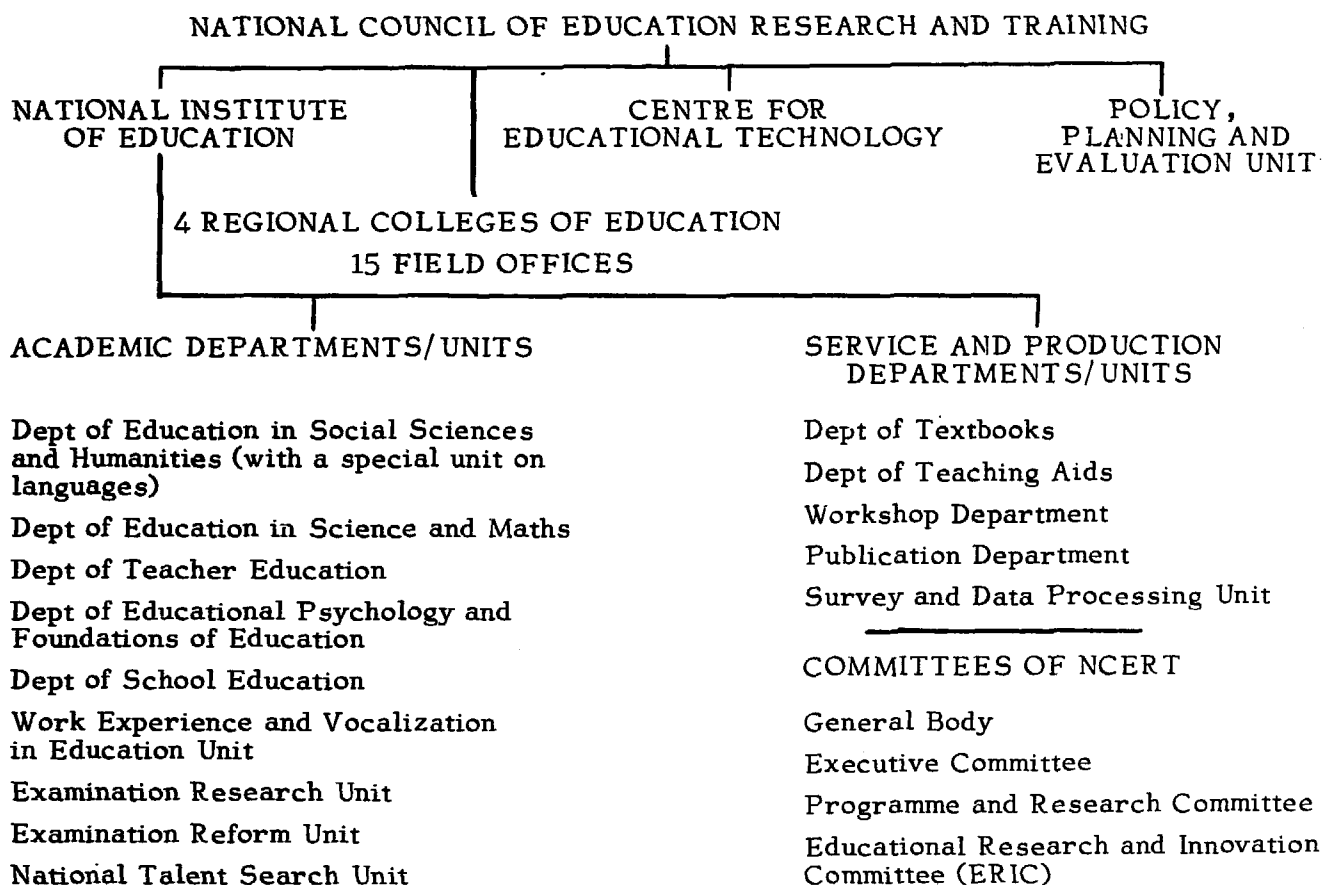 NATIONAL COUNCIL OF EDUCATION RESEARCH AND TRAINING
NATIONAL INSTITUTE
OF EDUCATION
CENTRE FOR
EDUCATIONAL TECHNOLOGY
POLICY,
PLANNING AND
EVALUATION UNIT
4 REGIONAL COLLEGES OF EDUCATION
15 FIELD OFFICES
ACADEMIC DEPARTMENTS/UNITS
Dept of Education in Social Sciences
and Humanities (with a special unit on
languages)
Dept of Education in Science and Maths
Dept of Teacher Education
Dept of Educational Psychology and
Foundations of Education
Dept of School Education
Work Experience and Vocalization
in Education Unit
Examination Research Unit
Examination Reform Unit
National Talent Search Unit
SERVICE AND PRODUCTION
DEPARTMENTS/UNITS
Dept of Textbooks
Dept of Teaching Aids
Workshop Department
Publication Department
Survey and Data Processing Unit
COMMITTEES OF NCERT
General Body
Executive Committee
Programme and Research Committee
Educational Research and Innovation
Committee (ERIC)